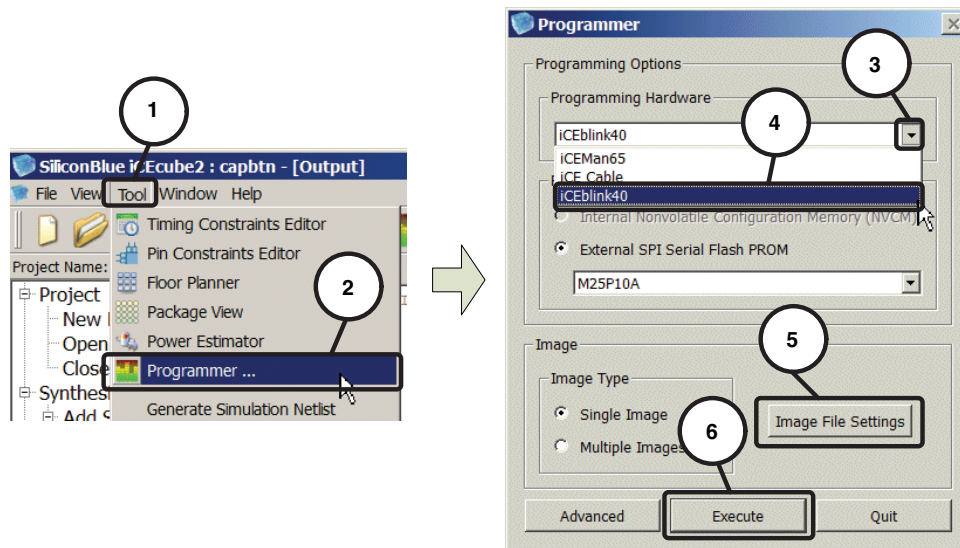 1
SiliconBlue iCEcube2 : capbtn - [Output]
File View Tool Window Help
Project Name:
Project
New
Open
Close
Synthes
Add S
Timing Constraints Editor
Pin Constraints Editor
Floor Planner
Package View
2
Power Estimator
Programmer ...
Generate Simulation Netlist
Programmer
Programming Options
3
Programming Hardware
4
iCEblink40
iCEMan65
iCE Cable
iCEblink40
Internal Nonvolatile Configuration Memory (NVCM)
External SPI Serial Flash PROM
M25P10A
Image
5
Image Type
Single Image
Image File Settings
Multiple Images
6
Advanced Execute Quit